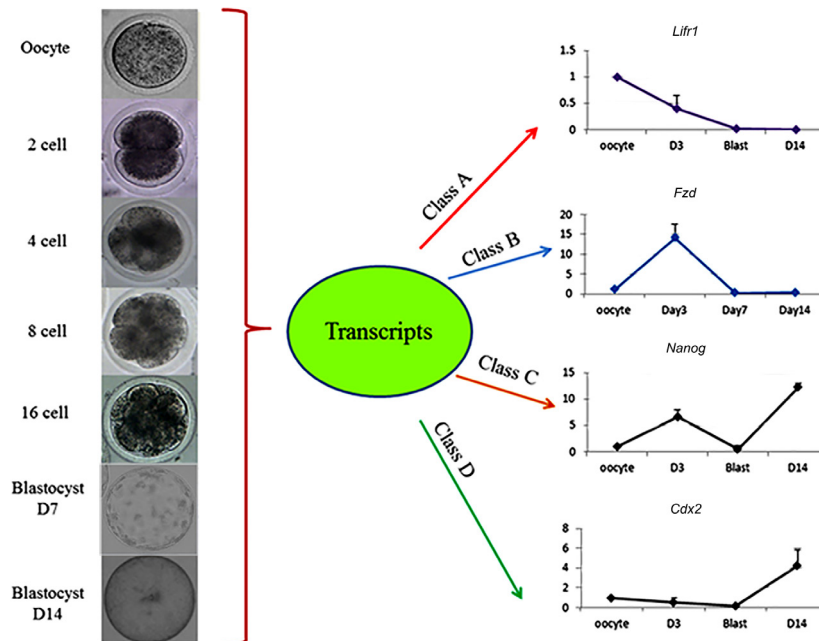 Oocyte
2 cell
4 cell
8 cell
16 cell
Blastocyst
D7
Blastocyst
D14
Transcripts
Class A
Class B
Class C
Class D
Lifr1
1.5
1
0.5
0
oocyte D3 Blast D14
Fzd
20
15
10
5
0
oocyte Day3 Day7 Day14
Nanog
15
10
5
0
oocyte D3 Blast D14
Cdx2
8
6
4
2
0
oocyte D3 Blast D14